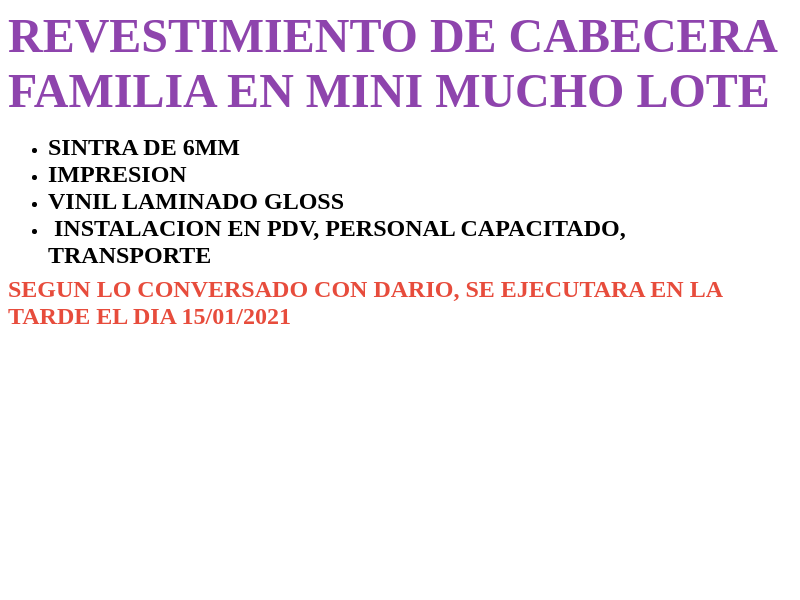 REVESTIMIENTO DE CABECERA
FAMILIA EN MINI MUCHO LOTE
SINTRA DE 6MM
IMPRESION
VINIL LAMINADO GLOSS
INSTALACION EN PDV, PERSONAL CAPACITADO,
TRANSPORTE
SEGUN LO CONVERSADO CON DARIO, SE EJECUTARA EN LA
TARDE EL DIA 15/01/2021